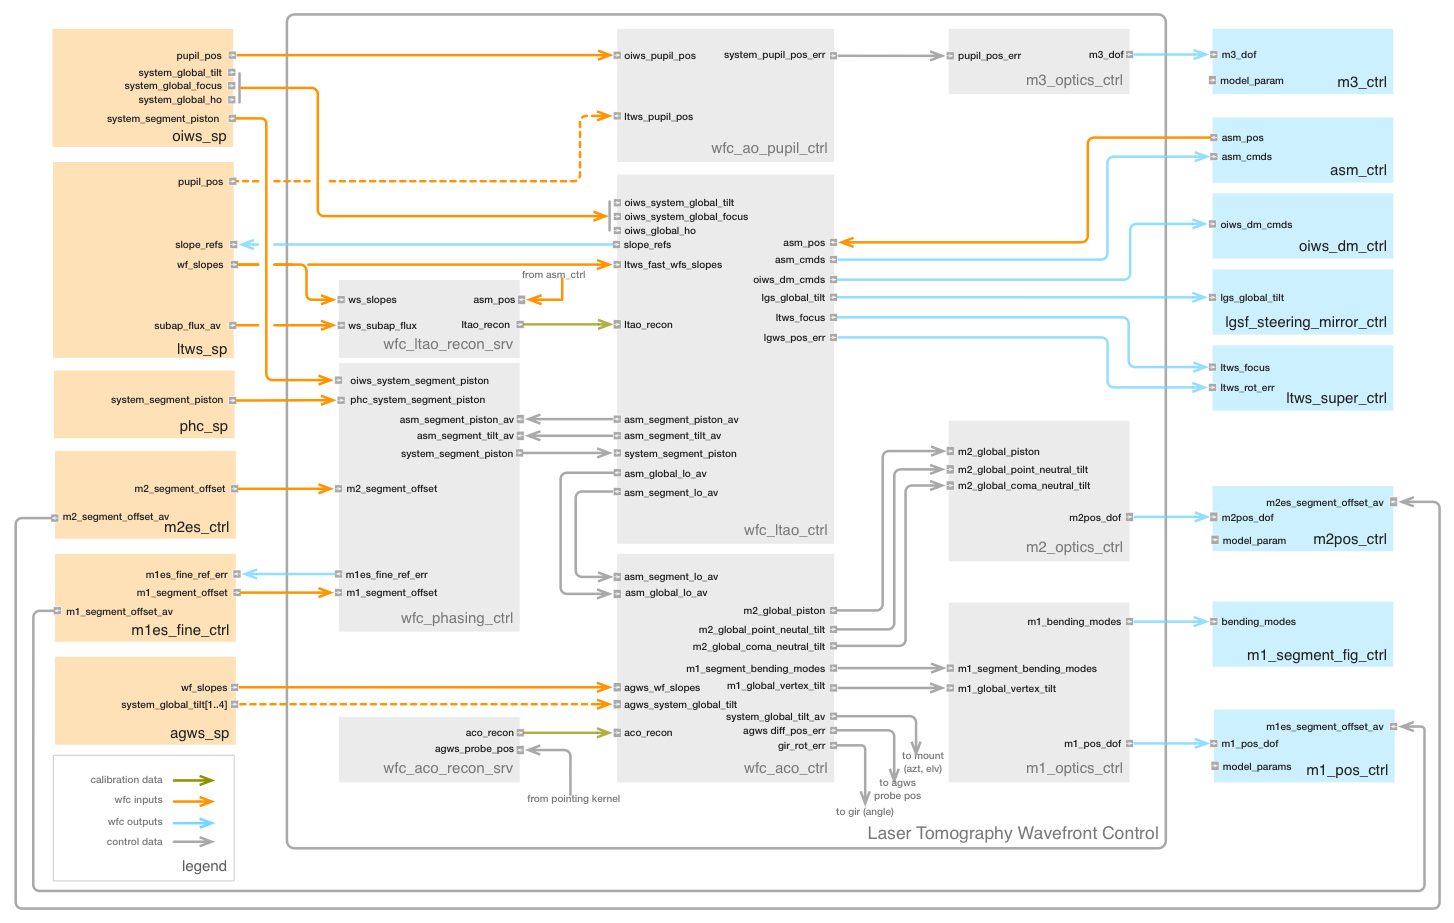 pupil_pos
system_global_tilt
system_global_focus
system_global_ho
system_segment_piston
oiws_sp
pupil_pos
slope_refs
wf_slopes
subap_flux_av
ltws_sp
system_segment_piston
phc_sp
m2_segment_offset
m2_segment_offset_av
m2es_ctrl
m1es_fine_ref_err
m1_segment_offset
m1_segment_offset_av
m1es_fine_ctrl
wf_slopes
system_global_tilt[1..4]
agws_sp
calibration data
wfc inputs
wfc outputs
control data
legend
ws_slopes
asm_pos
from asm_ctrl
ws_subap_flux
ltao_recon
wfc_ltao_recon_srv
oiws_system_segment_piston
phc_system_segment_piston
asm_segment_piston_av
asm_segment_tilt_av
system_segment_piston
m2_segment_offset
m1es_fine_ref_err
m1_segment_offset
wfc_phasing_ctrl
aco_recon
agws_probe_pos
wfc_aco_recon_srv
from pointing kernel
oiws_pupil_pos
system_pupil_pos_err
ltws_pupil_pos
wfc_ao_pupil_ctrl
oiws_system_global_tilt
oiws_system_global_focus
oiws_global_ho
slope_refs
asm_pos
asm_cmds
ltws_fast_wfs_slopes
oiws_dm_cmds
lgs_global_tilt
ltws_focus
ltao_recon
lgws_pos_err
asm_segment_piston_av
asm_segment_tilt_av
system_segment_piston
asm_global_lo_av
asm_segment_lo_av
wfc_ltao_ctrl
asm_segment_lo_av
asm_global_lo_av
m2_global_piston
m2_global_point_neutal_tilt
m2_global_coma_neutral_tilt
m1_segment_bending_modes
agws_wf_slopes
m1_global_vertex_tilt
agws_system_global_tilt
system_global_tilt_av
agws diff_pos_err
aco_recon
gir_rot_err
wfc_aco_ctrl
to mount
(azt, elv)
to agws
probe pos
to gir (angle)
pupil_pos_err
m3_dof
m3_optics_ctrl
m2_global_piston
m2_global_point_neutral_tilt
m2_global_coma_neutral_tilt
m2pos_dof
m2_optics_ctrl
m1_bending_modes
m1_segment_bending_modes
m1_global_vertex_tilt
m1_pos_dof
m1_optics_ctrl
Laser Tomography Wavefront Control
m3_dof
model_param
m3_ctrl
asm_pos
asm_cmds
asm_ctrl
oiws_dm_cmds
oiws_dm_ctrl
lgs_global_tilt
lgsf_steering_mirror_ctrl
ltws_focus
ltws_rot_err
ltws_super_ctrl
m2es_segment_offset_av
m2pos_dof
model_param
m2pos_ctrl
bending_modes
m1_segment_fig_ctrl
m1es_segment_offset_av
m1_pos_dof
model_params
m1_pos_ctrl